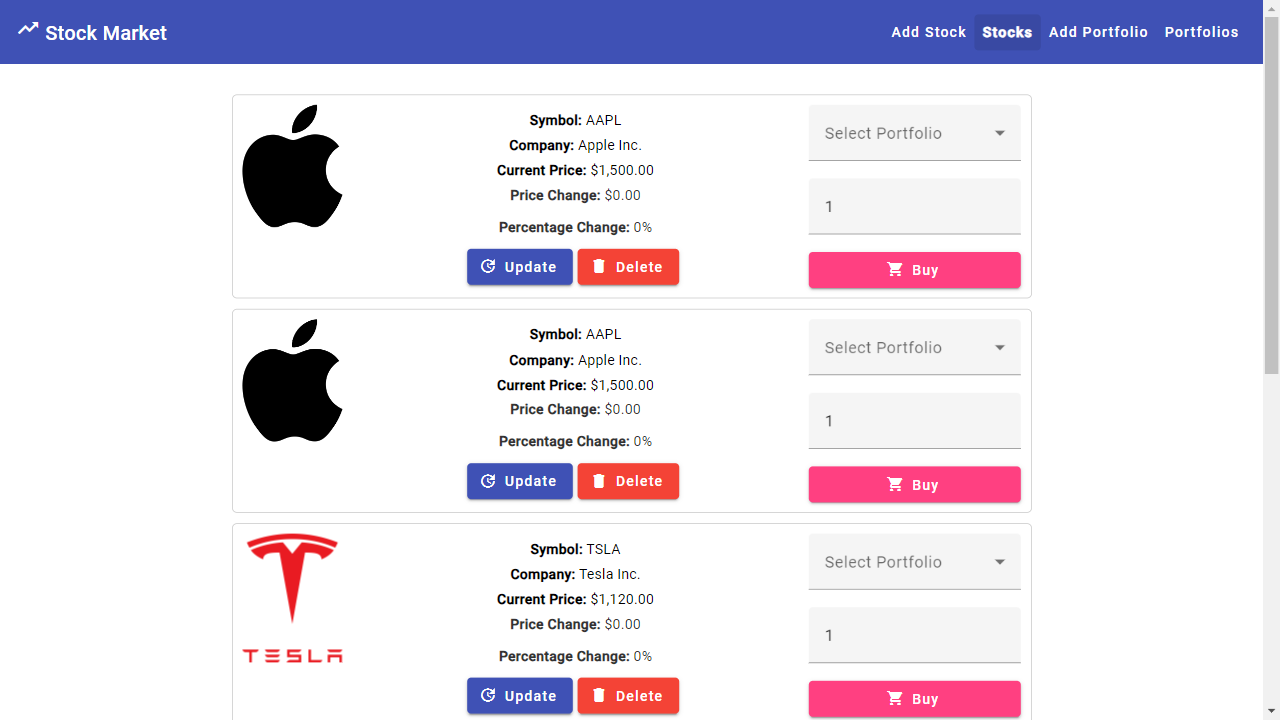 Stock Market
Add Stock Stocks Add Portfolio Portfolios
Symbol: AAPL
Company: Apple Inc.
Current Price: $1,500.00
Price Change: $0.00
Percentage Change: 0%
Update Delete
Select Portfolio
1
Buy
Symbol: AAPL
Company: Apple Inc.
Current Price: $1,500.00
Price Change: $0.00
Percentage Change: 0%
Update Delete
Select Portfolio
1
Buy
TESLA
Symbol: TSLA
Company: Tesla Inc.
Current Price: $1,120.00
Price Change: $0.00
Percentage Change: 0%
Update Delete
Select Portfolio
1
Buy